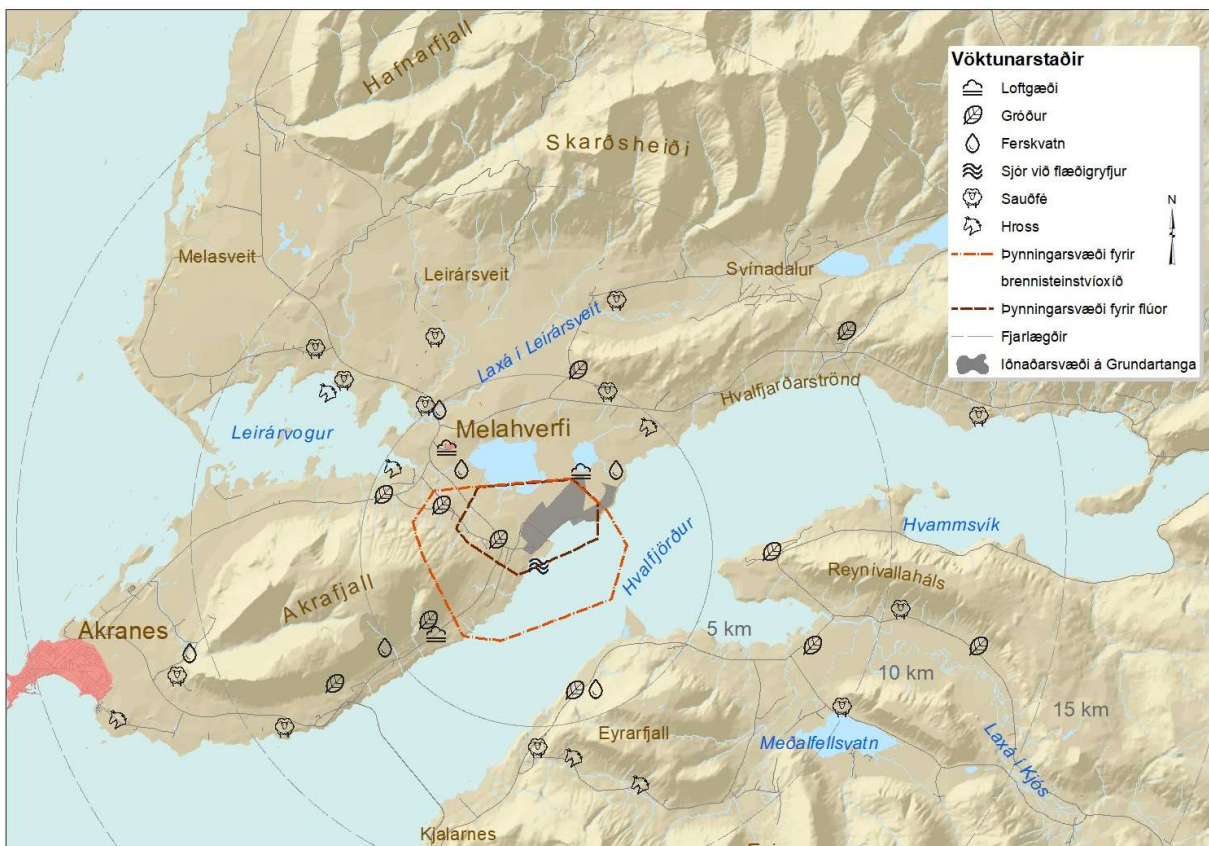 Hafnarfjall
Skarðsheiði
Vöktunarstaðir
Loftgæði
Gróður
Ferskvatn
Sjór við flæðigryfjur
Sauðfé
Hross
Þynningarsvæði fyrir
brennisteinstvíoxíð
Þynningarsvæði fyrir flúor
Fjarlægðir
Iðnaðarsvæði á Grundartanga
N
Melasveit
Leirársveit
Svínadalur
Laxá í Leirársveit
Hvalfjarðarströnd
Leirárvogur
Melahverfi
Hvammsvík
Hvalfjörður
Reynivallaháls
Akrafjall
Akranes
5 km
10 km
15 km
Eyrarfjall
Meðalfellsvatn
Laxá í Kjós
Kjalarnes